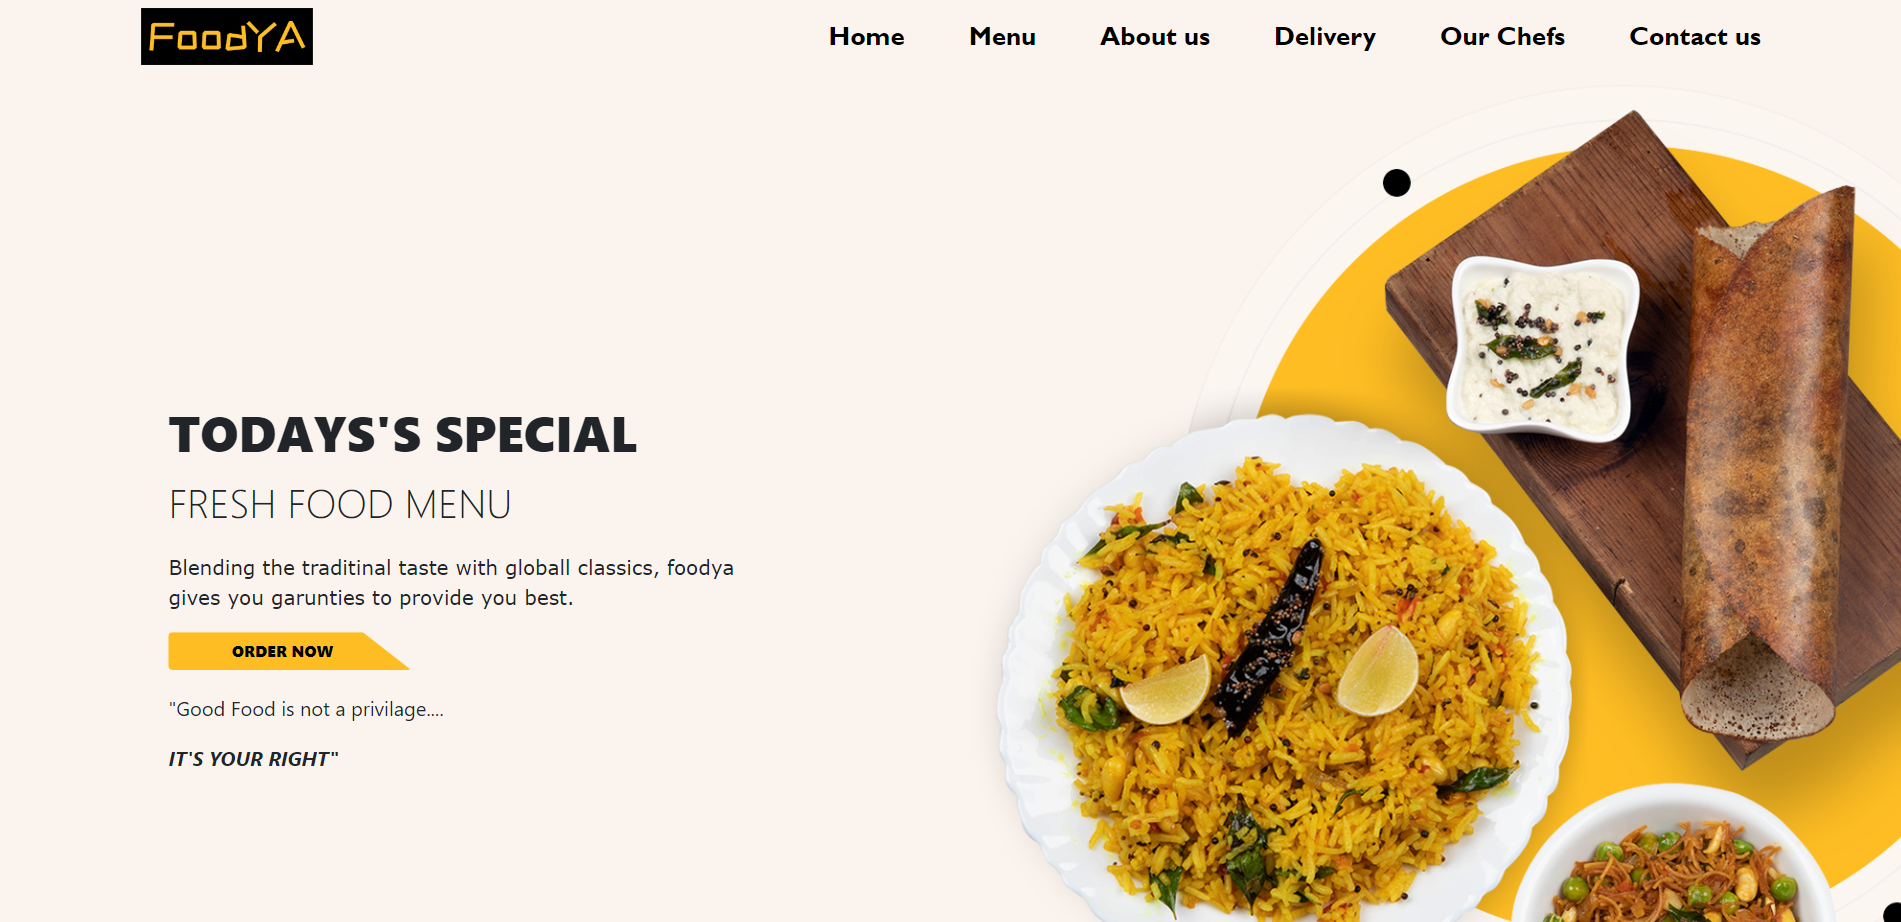 FoodYA
Home Menu About us Delivery Our Chefs Contact us
TODAYS'S SPECIAL
FRESH FOOD MENU
Blending the traditinal taste with globall classics, foodya
gives you garunties to provide you best.
ORDER NOW
"Good Food is not a privilage....
IT'S YOUR RIGHT"